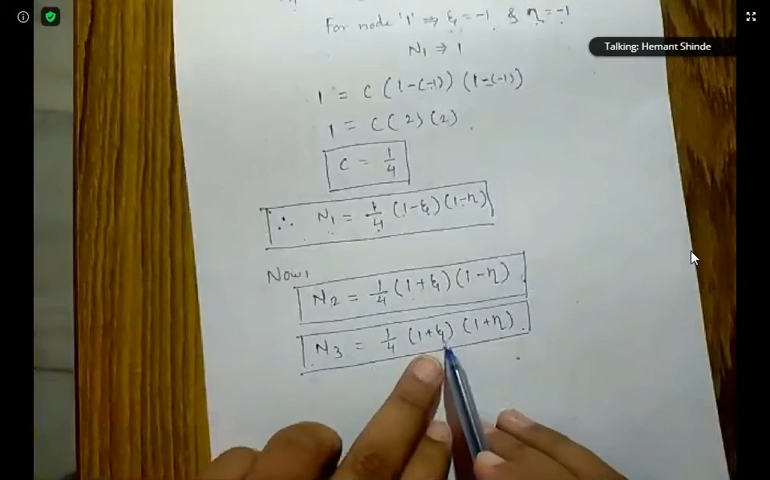 For node '1' ⇒ ξ = -1 & η = -1
N₁ ⇒ 1
Talking: Hemant Shinde
1 = C (1-(-1)) (1-(-1))
1 = C (2) (2).
C = 1/4
∴ N₁ = 1/4 (1-ξ) (1-η)
Now,
N₂ = 1/4 (1+ξ) (1-η)
N₃ = 1/4 (1+ξ) (1+η).